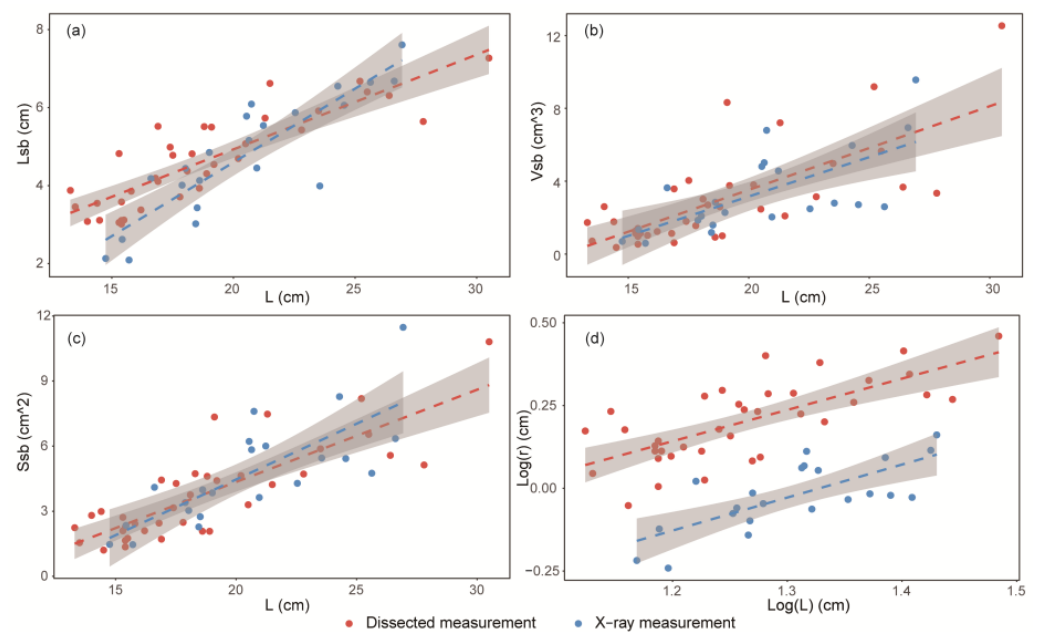 (a)
8
6
4
2
Lsb (cm)
15
20
25
30
L (cm)
(b)
12
8
4
0
Vsb (cm^3)
15
20
25
30
L (cm)
(c)
12
9
6
3
0
Ssb (cm^2)
15
20
25
30
L (cm)
(d)
0.50
0.25
0.00
−0.25
Log(r) (cm)
1.2
1.3
1.4
1.5
Log(L) (cm)
Dissected measurement
X−ray measurement